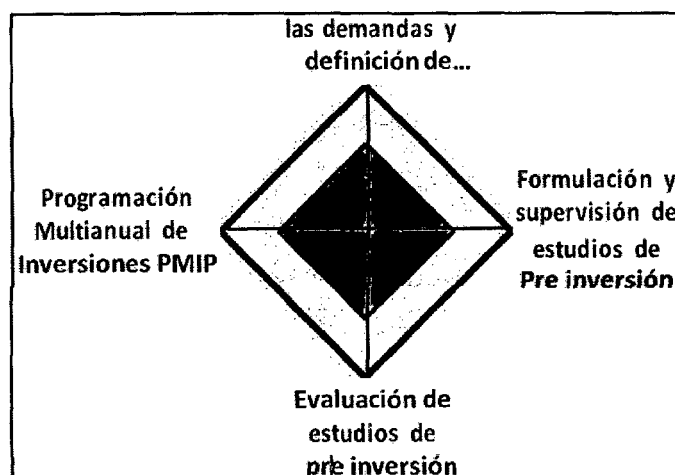 las demandas y
definición de...
Programación
Multianual de
Inversiones PMIP
Formulación y
supervisión de
estudios de
Pre inversión
Evaluación de
estudios de
pre inversión